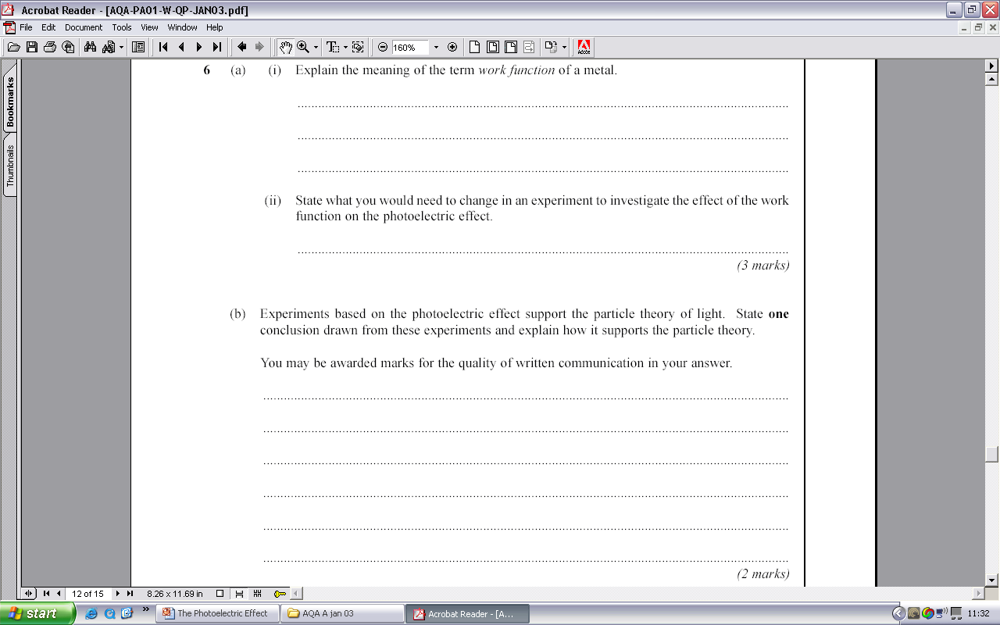 Acrobat Reader - [AQA-PA01-W-QP-JAN03.pdf]
File Edit Document Tools View Window Help
160%
Adobe
Bookmarks
Thumbnails
6 (a) (i) Explain the meaning of the term work function of a metal.
(ii) State what you would need to change in an experiment to investigate the effect of the work
function on the photoelectric effect.
(3 marks)
(b) Experiments based on the photoelectric effect support the particle theory of light. State one
conclusion drawn from these experiments and explain how it supports the particle theory.
You may be awarded marks for the quality of written communication in your answer.
(2 marks)
12 of 15 8.26 x 11.69 in
start The Photoelectric Effect AQA A jan 03 Acrobat Reader - [A... 11:32